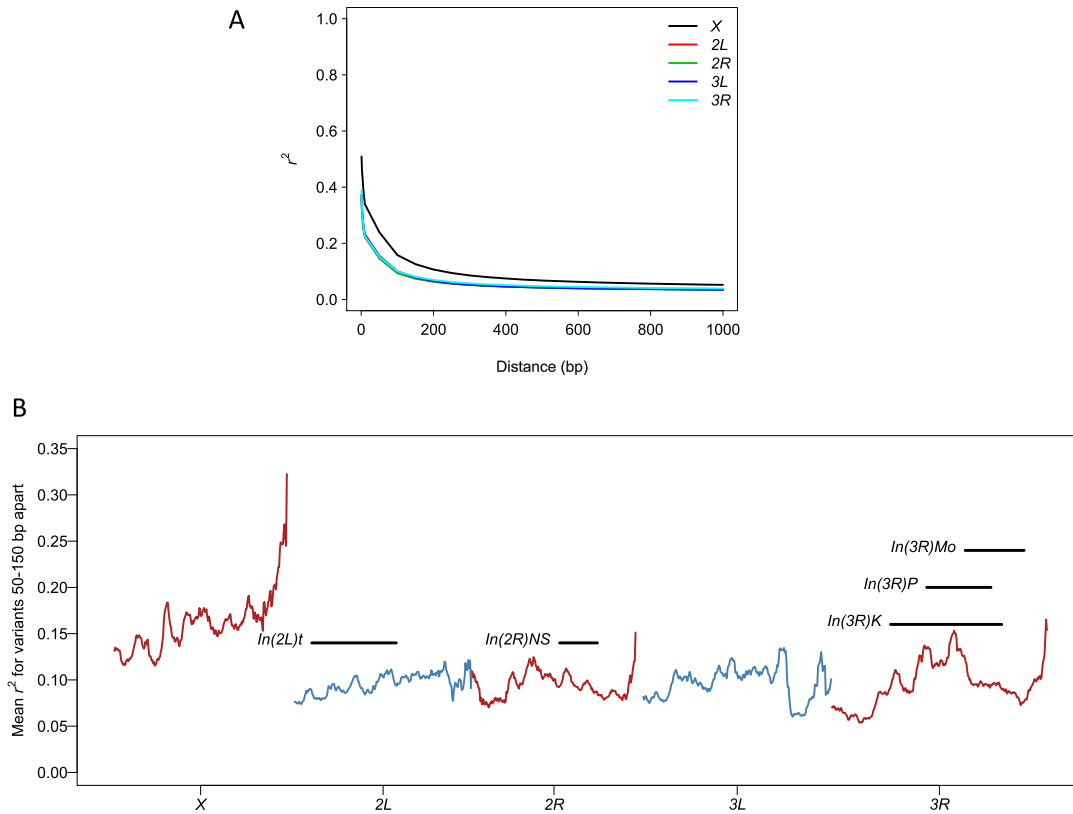 A
1.0
0.8
0.6
0.4
0.2
0.0
r2
X
2L
2R
3L
3R
0 200 400 600 800 1000
Distance (bp)
B
Mean r2 for variants 50-150 bp apart
0.35
0.30
0.25
0.20
0.15
0.10
0.05
0.00
In(3R)Mo
In(3R)P
In(3R)K
In(2L)t In(2R)NS
X 2L 2R 3L 3R